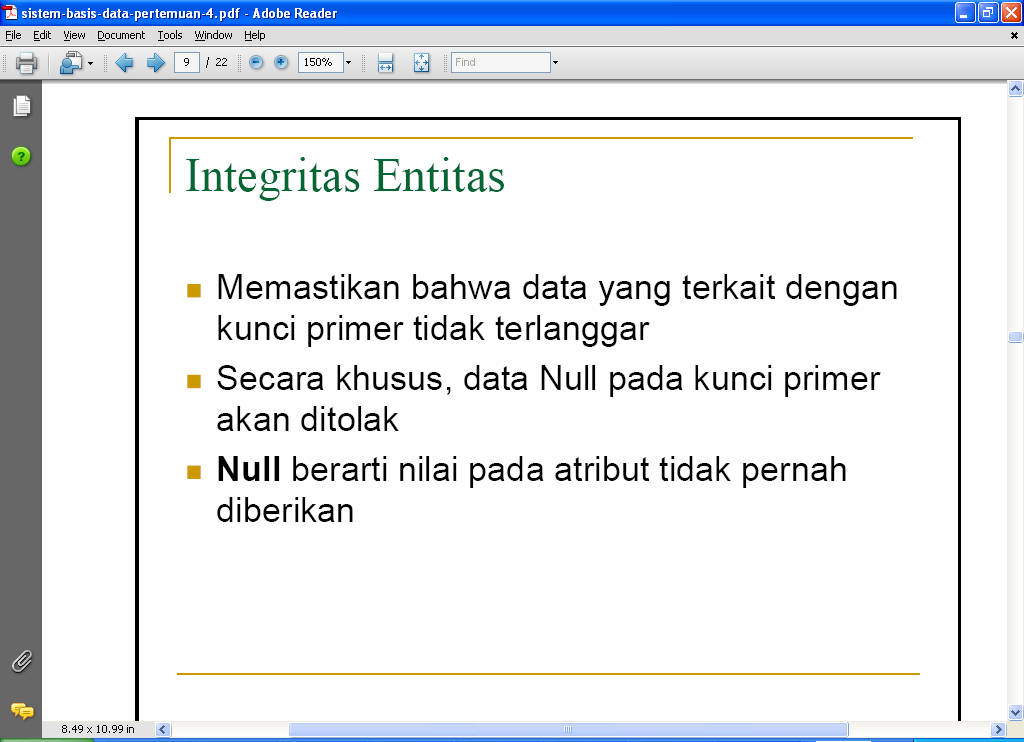 sistem-basis-data-pertemuan-4.pdf - Adobe Reader
File Edit View Document Tools Window Help
9 / 22 150% Find
Integritas Entitas
Memastikan bahwa data yang terkait dengan
kunci primer tidak terlanggar
Secara khusus, data Null pada kunci primer
akan ditolak
Null berarti nilai pada atribut tidak pernah
diberikan
8.49 x 10.99 in